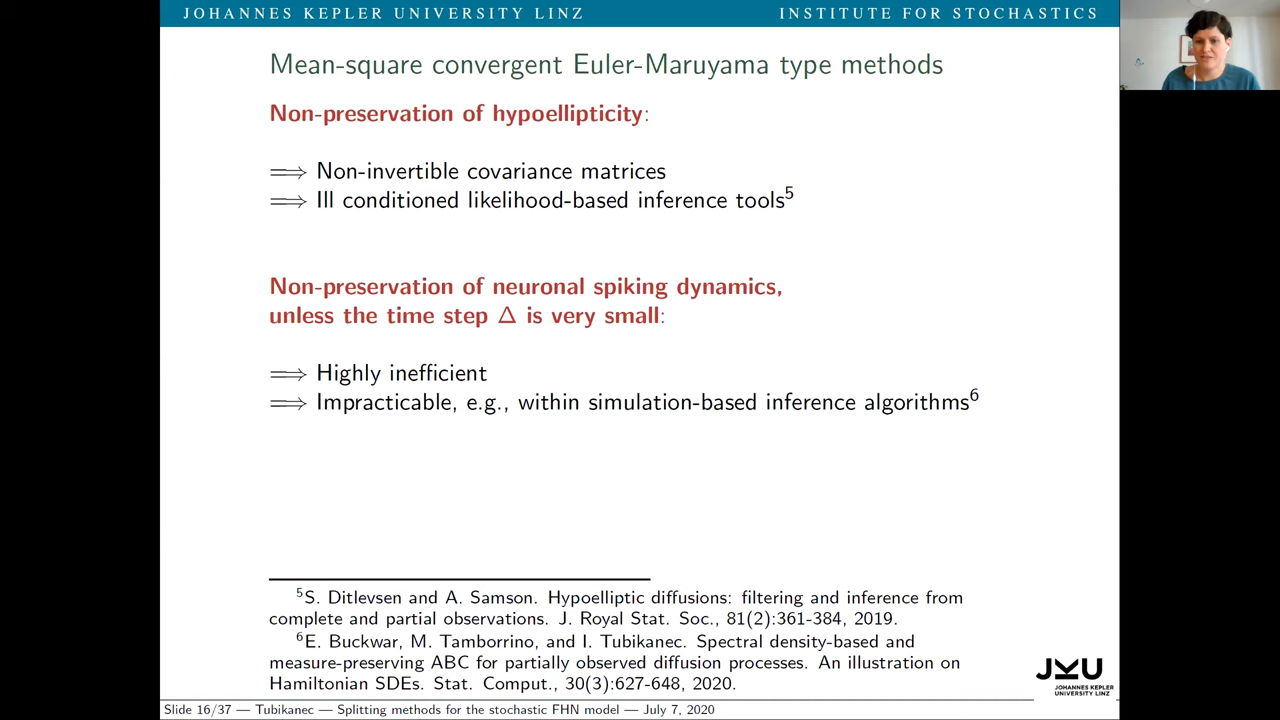 JOHANNES KEPLER UNIVERSITY LINZ
INSTITUTE FOR STOCHASTICS
Mean-square convergent Euler-Maruyama type methods
Non-preservation of hypoellipticity:
⟹ Non-invertible covariance matrices
⟹ Ill conditioned likelihood-based inference tools⁵
Non-preservation of neuronal spiking dynamics,
unless the time step Δ is very small:
⟹ Highly inefficient
⟹ Impracticable, e.g., within simulation-based inference algorithms⁶
⁵S. Ditlevsen and A. Samson. Hypoelliptic diffusions: filtering and inference from
complete and partial observations. J. Royal Stat. Soc., 81(2):361-384, 2019.
⁶E. Buckwar, M. Tamborrino, and I. Tubikanec. Spectral density-based and
measure-preserving ABC for partially observed diffusion processes. An illustration on
Hamiltonian SDEs. Stat. Comput., 30(3):627-648, 2020.
JKU
JOHANNES KEPLER
UNIVERSITY LINZ
Slide 16/37 — Tubikanec — Splitting methods for the stochastic FHN model — July 7, 2020